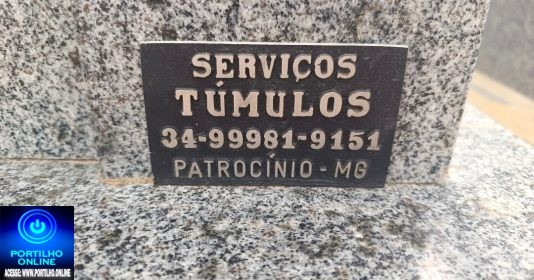 SERVIÇOS
TÚMULOS
34-99981-9151
PATROCÍNIO - MG
PORTILHO
ONLINE
ACESSE: WWW.PORTILHO.ONLINE